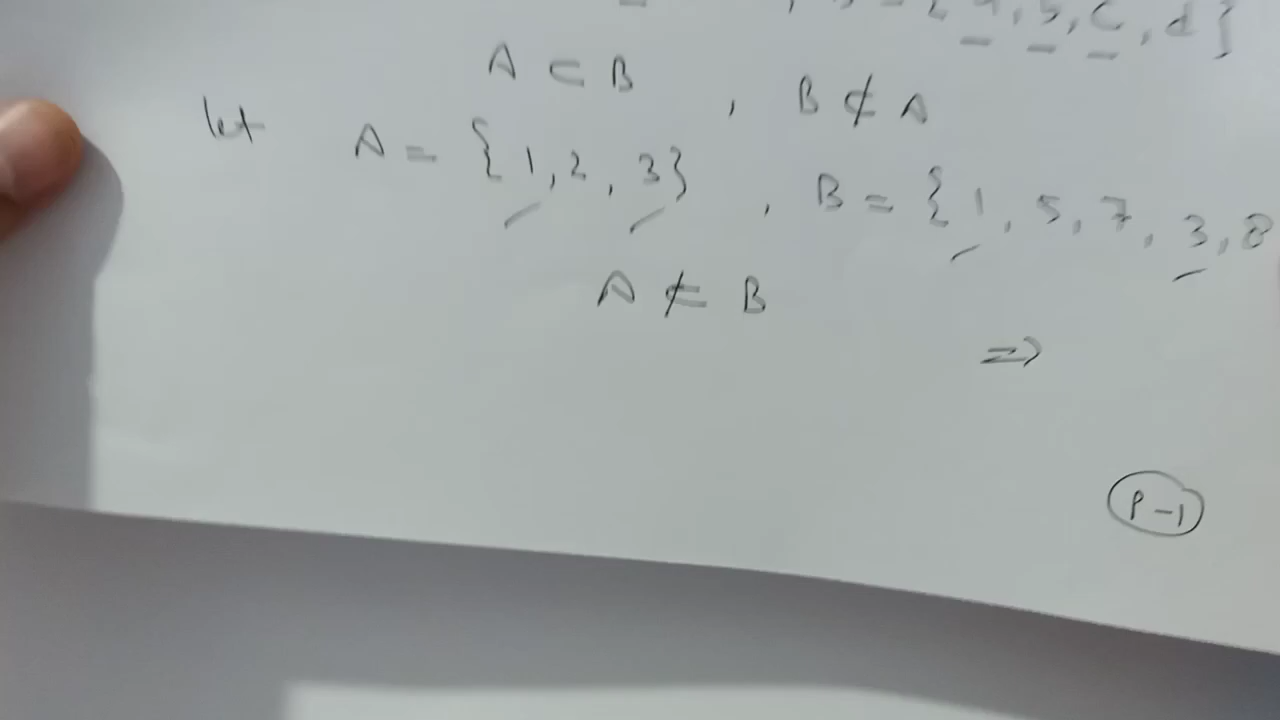 = {a, b, c, d}
A ⊂ B , B ⊄ A
let A = {1, 2, 3} , B = {1, 5, 7, 3, 8
A ⊄ B
⇒
P-1